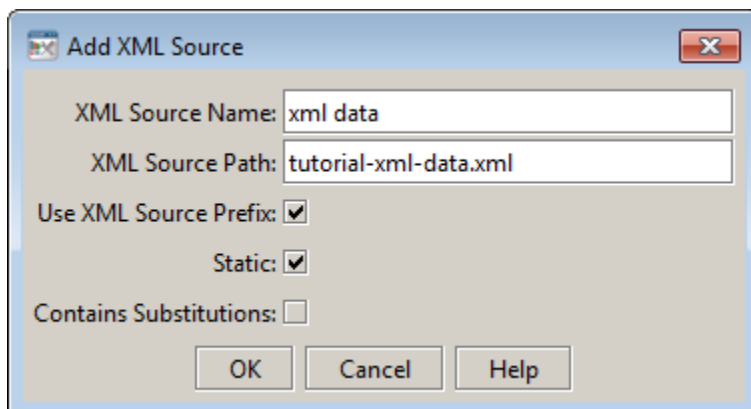 Add XML Source
XML Source Name: xml data
XML Source Path: tutorial-xml-data.xml
Use XML Source Prefix:
Static:
Contains Substitutions:
OK Cancel Help